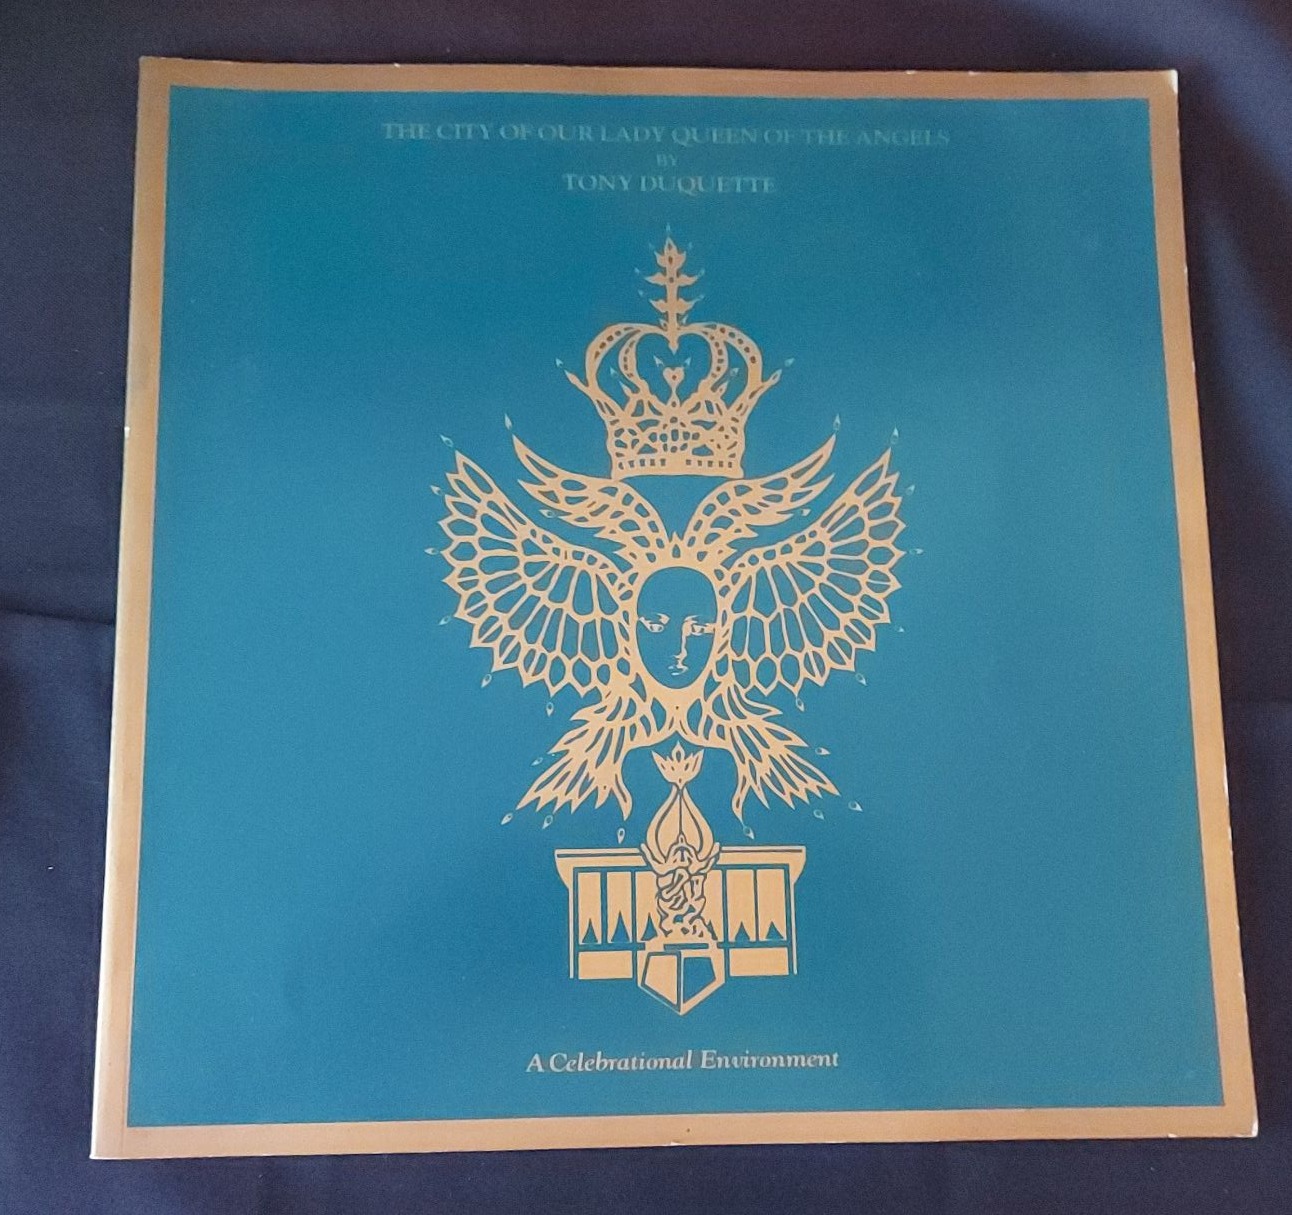 THE CITY OF OUR LADY QUEEN OF THE ANGELS
BY
TONY DUQUETTE
A Celebrational Environment